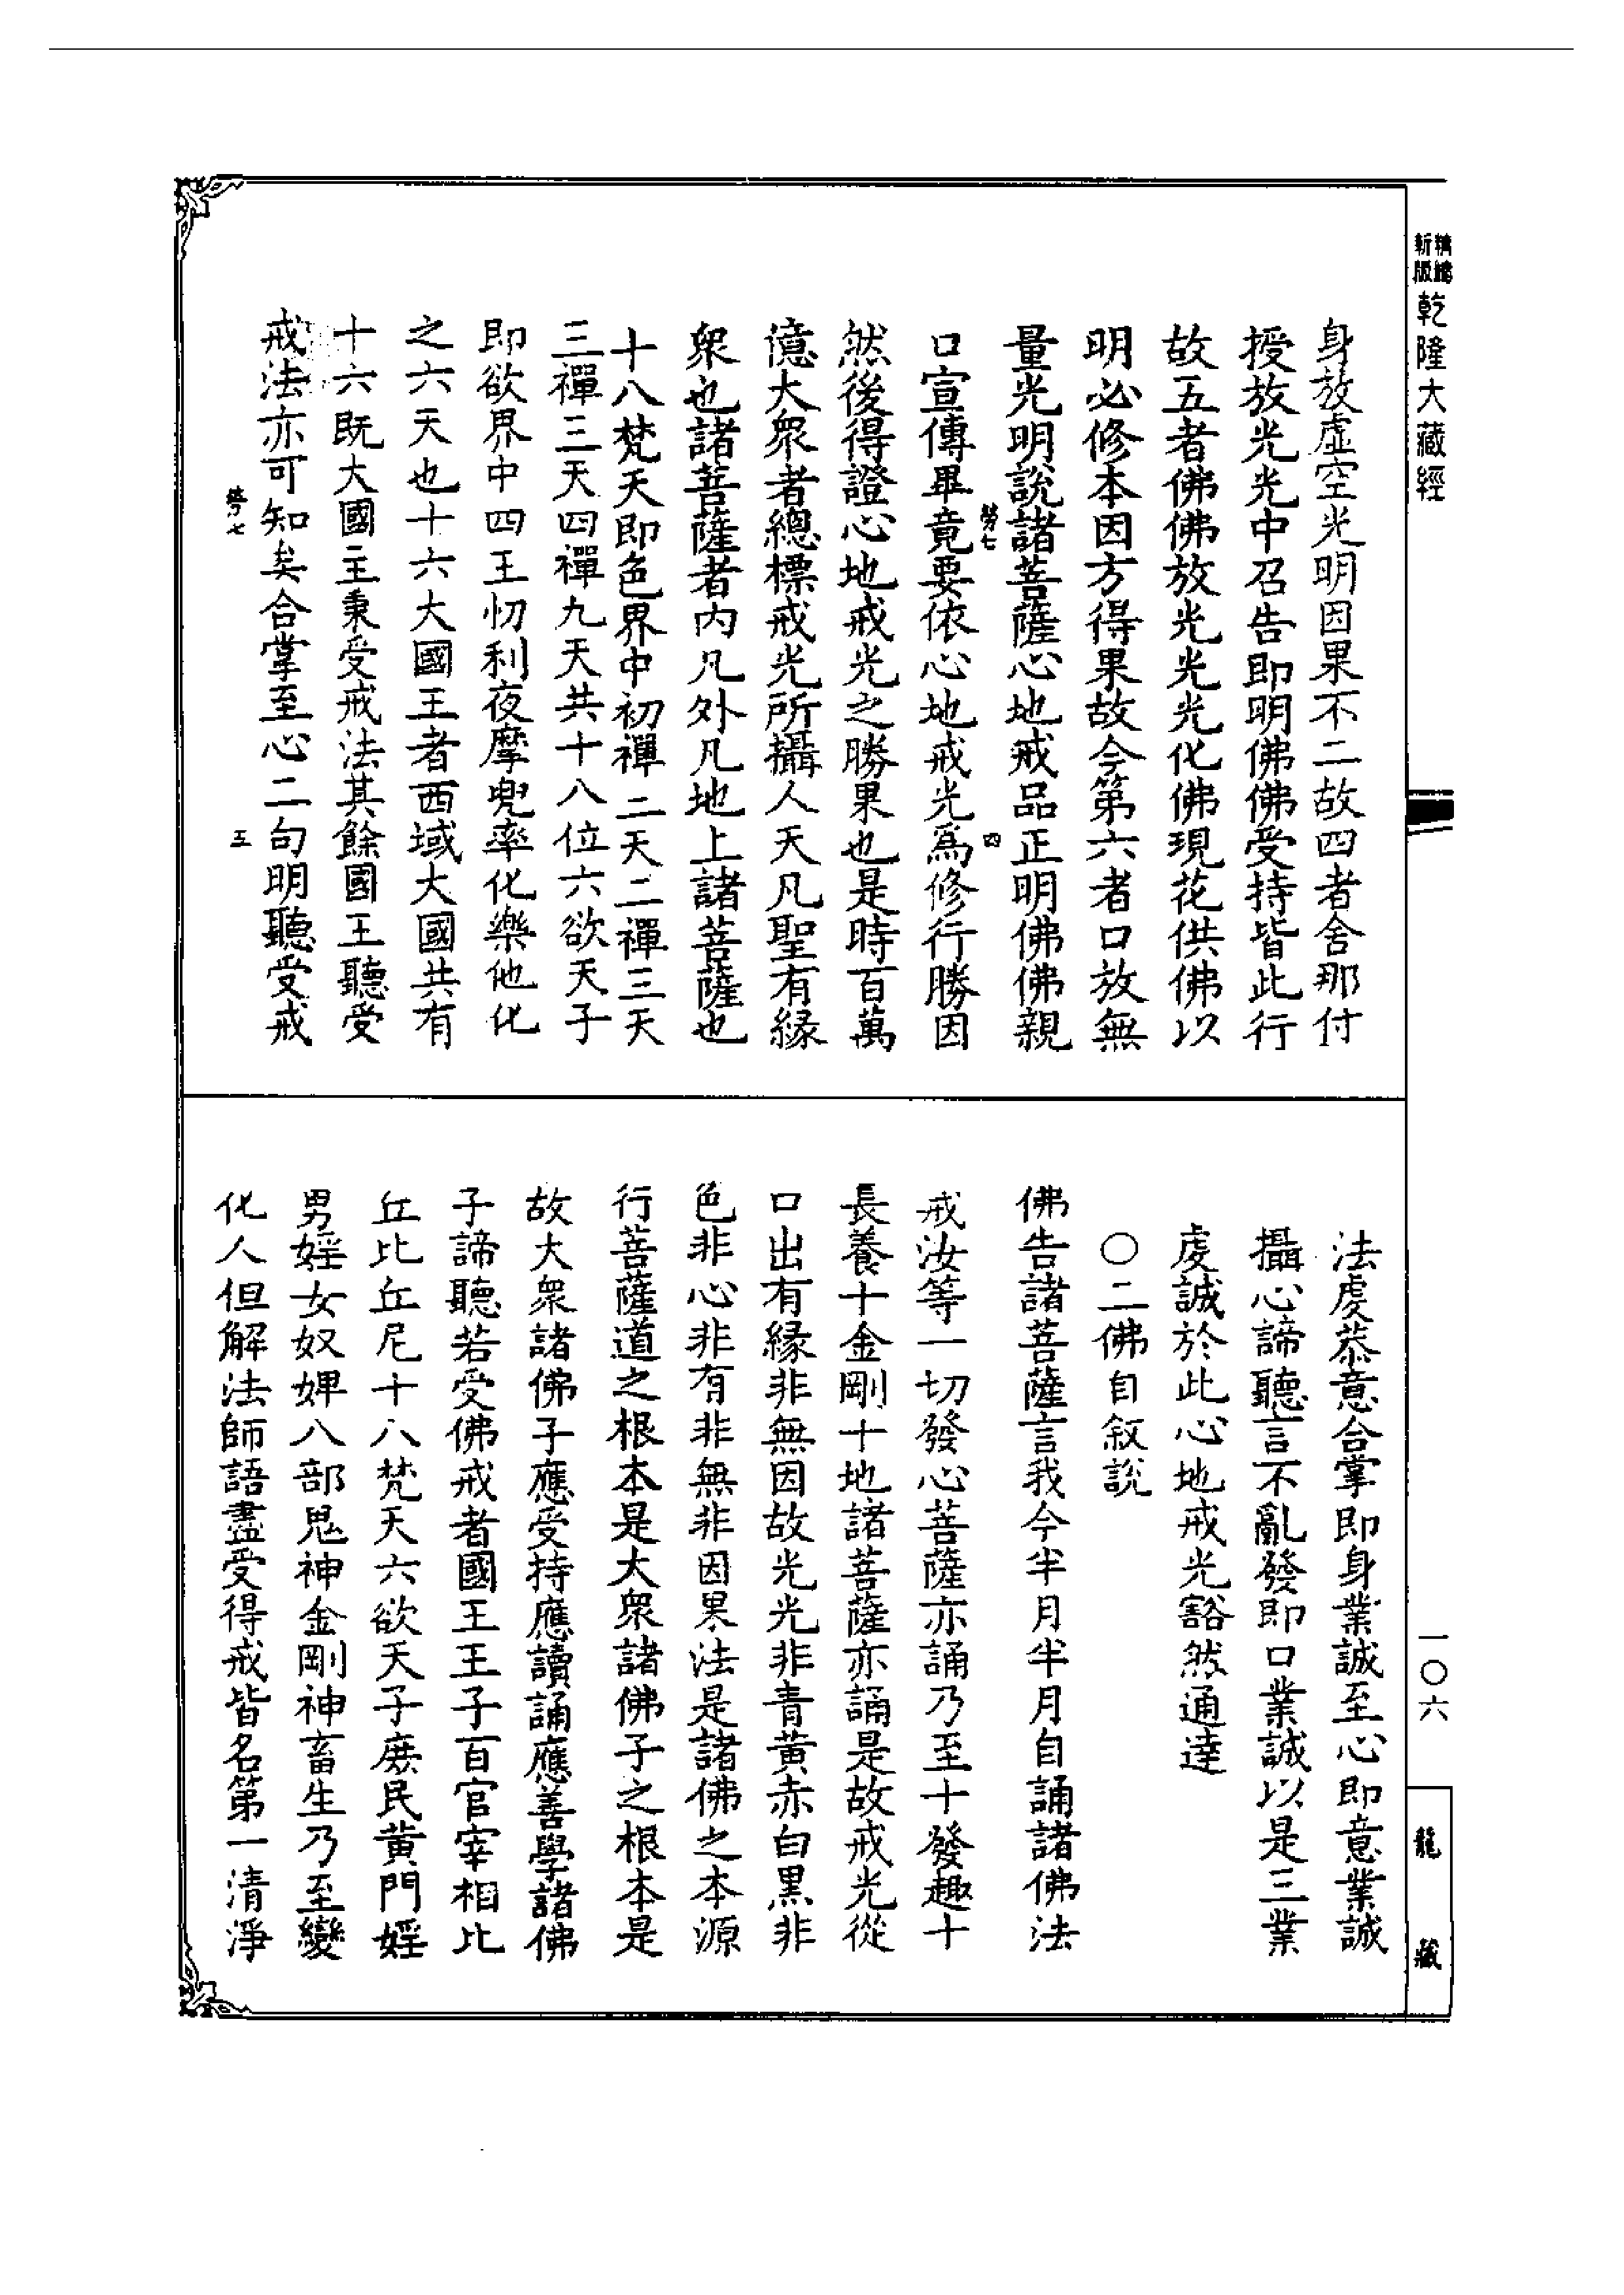 乾隆大藏經
身放虛空光明因果不二故四者舍那付
授放光光中召告即明佛佛受持皆此行
故五者佛佛放光光光化佛現花供佛以
明必修本因方得果故今第六者口放無
量光明說諸菩薩心地戒品正明佛佛親
四
口宣傳畢竟要依心地戒光為修行勝因
然後得證心地戒光之勝果也是時百萬
億大眾者總標戒光所攝人天凡聖有緣
眾也諸菩薩者內凡外凡地上諸菩薩也
十八梵天即色界中初禪二天二禪三天
三禪三天四禪九天共十八位六欲天子
即欲界中四王忉利夜摩兜率化樂他化
之六天也十六大國王者西域大國共有
十六既大國主秉受戒法其餘國王聽受
戒法亦可知矣合掌至心二句明聽受戒
五
法處恭意合掌即身業誠至心即意業誠
攝心諦聽言不亂發即口業誠以是三業
虔誠於此心地戒光豁然通達
○二佛自叙說
佛告諸菩薩言我今半月半月自誦諸佛法
戒汝等一切發心菩薩亦誦乃至十發趣十
長養十金剛十地諸菩薩亦誦是故戒光從
口出有緣非無因故光光非青黃赤白黑非
色非心非有非無非因果法是諸佛之本源
行菩薩道之根本是大眾諸佛子之根本是
故大眾諸佛子應受持應讀誦應善學諸佛
子諦聽若受佛戒者國王王子百官宰相比
丘比丘尼十八梵天六欲天子庶民黃門婬
男婬女奴婢八部鬼神金剛神畜生乃至變
化人但解法師語盡受得戒皆名第一清淨
一○六
龍藏